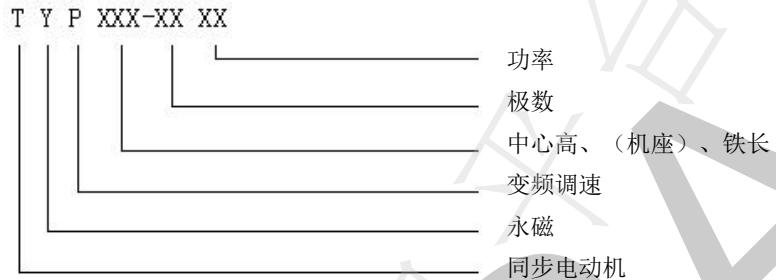 T Y P XXX-XX XX
功率
极数
中心高、（机座）、铁长
变频调速
永磁
同步电动机